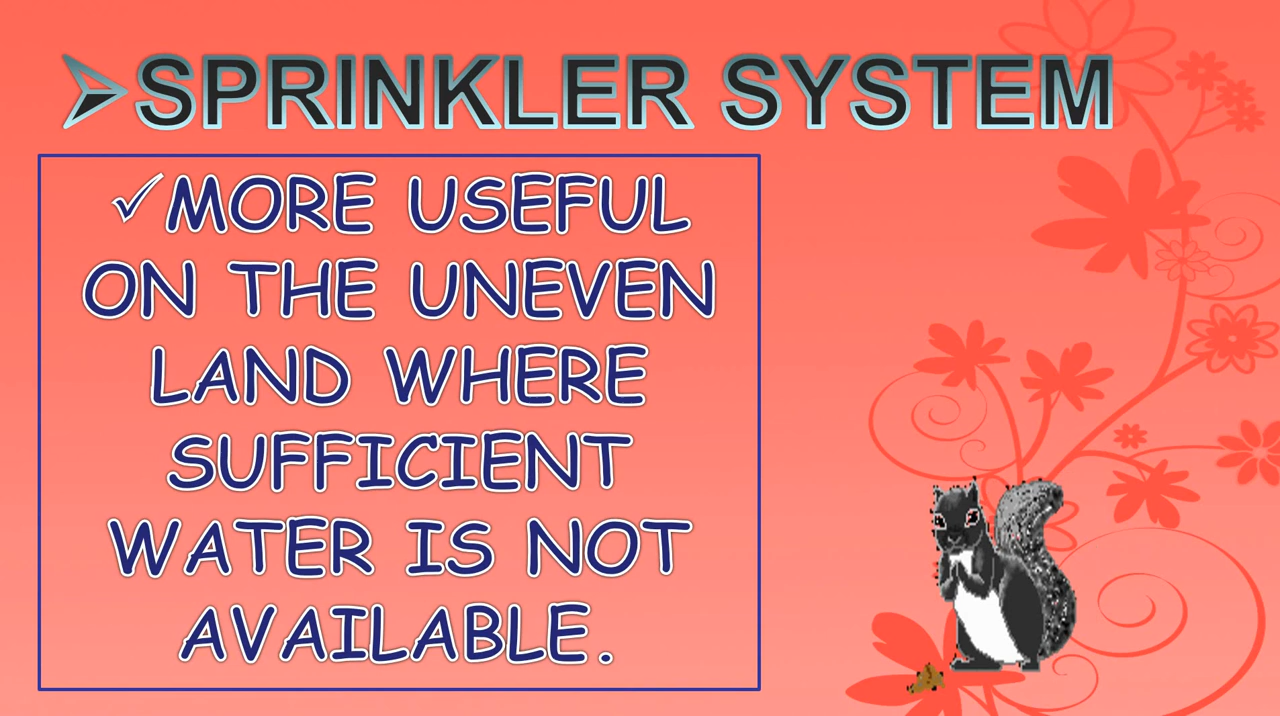 ➢SPRINKLER SYSTEM
✓MORE USEFUL
ON THE UNEVEN
LAND WHERE
SUFFICIENT
WATER IS NOT
AVAILABLE.